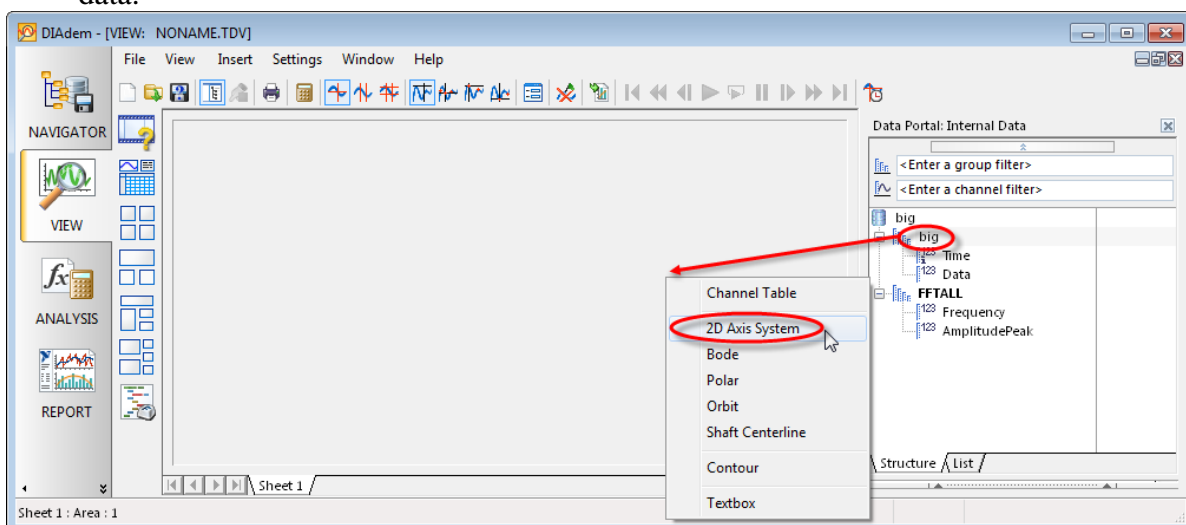 data.
DIAdem - [VIEW: NONAME.TDV]
File View Insert Settings Window Help
NAVIGATOR
VIEW
ANALYSIS
REPORT
Data Portal: Internal Data
<Enter a group filter>
<Enter a channel filter>
big
big
Time
Data
FFTALL
Frequency
AmplitudePeak
Channel Table
2D Axis System
Bode
Polar
Orbit
Shaft Centerline
Contour
Textbox
Structure List
Sheet 1
Sheet 1 : Area : 1